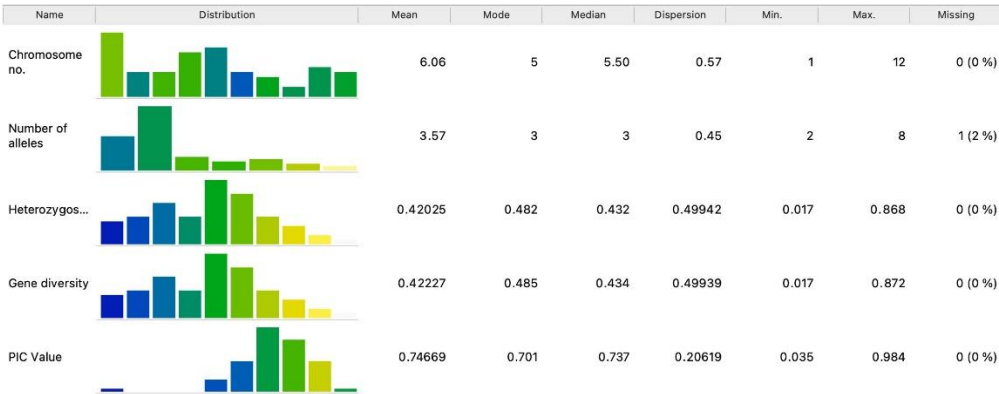 Name Distribution Mean Mode Median Dispersion Min. Max. Missing
Chromosome
no. 6.06 5 5.50 0.57 1 12 0 (0 %)
Number of
alleles 3.57 3 3 0.45 2 8 1 (2 %)
Heterozygos... 0.42025 0.482 0.432 0.49942 0.017 0.868 0 (0 %)
Gene diversity 0.42227 0.485 0.434 0.49939 0.017 0.872 0 (0 %)
PIC Value 0.74669 0.701 0.737 0.20619 0.035 0.984 0 (0 %)